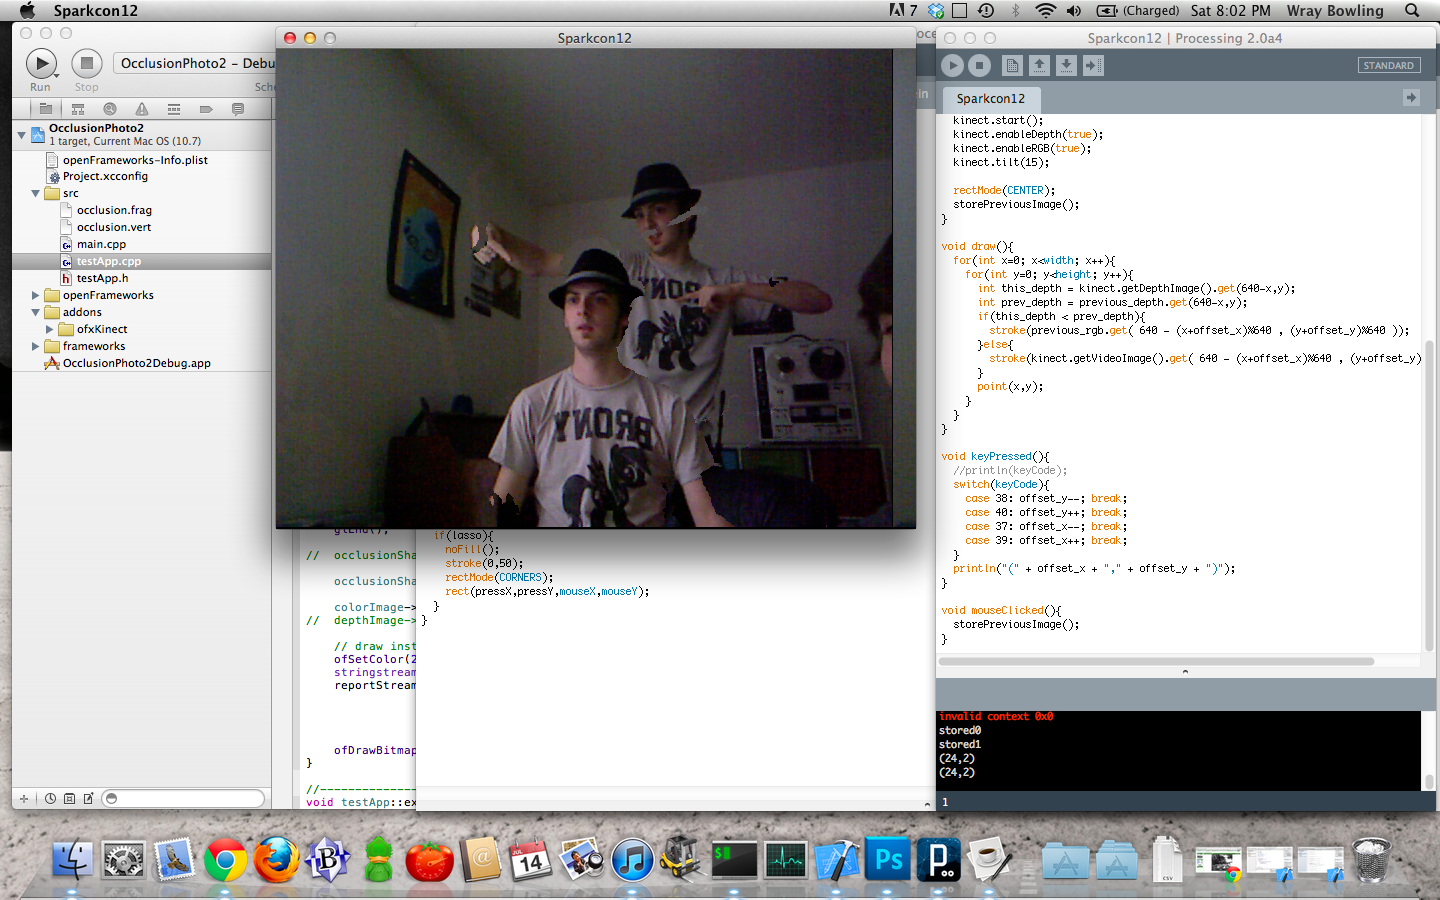 Sparkcon12
7
(Charged)
Sat 8:02 PM
Wray Bowling
Run
Stop
OcclusionPhoto2 - Debu
Sche
OcclusionPhoto2
1 target, Current Mac OS (10.7)
openFrameworks-Info.plist
Project.xcconfig
src
occlusion.frag
occlusion.vert
main.cpp
testApp.cpp
testApp.h
openFrameworks
addons
ofxKinect
frameworks
OcclusionPhoto2Debug.app
Sparkcon12
BRONY
BRONY
glEnd();
//  occlusionSha
occlusionSha
colorImage->
//  depthImage->
// draw inst
ofSetColor(2
stringstream
reportStream
ofDrawBitmap
}
//-------------
void testApp::ex
if(lasso){
noFill();
stroke(0,50);
rectMode(CORNERS);
rect(pressX,pressY,mouseX,mouseY);
}
}
Sparkcon12 | Processing 2.0a4
STANDARD
Sparkcon12
kinect.start();
kinect.enableDepth(true);
kinect.enableRGB(true);
kinect.tilt(15);
rectMode(CENTER);
storePreviousImage();
}
void draw(){
for(int x=0; x<width; x++){
for(int y=0; y<height; y++){
int this_depth = kinect.getDepthImage().get(640-x,y);
int prev_depth = previous_depth.get(640-x,y);
if(this_depth < prev_depth){
stroke(previous_rgb.get( 640 - (x+offset_x)%640 , (y+offset_y)%640 ));
}else{
stroke(kinect.getVideoImage().get( 640 - (x+offset_x)%640 , (y+offset_y)
}
point(x,y);
}
}
}
void keyPressed(){
//println(keyCode);
switch(keyCode){
case 38: offset_y--; break;
case 40: offset_y++; break;
case 37: offset_x--; break;
case 39: offset_x++; break;
}
println("(" + offset_x + "," + offset_y + ")");
}
void mouseClicked(){
storePreviousImage();
}
invalid context 0x0
stored0
stored1
(24,2)
(24,2)
1
JUL
14
B
$
Ps
P
CSV